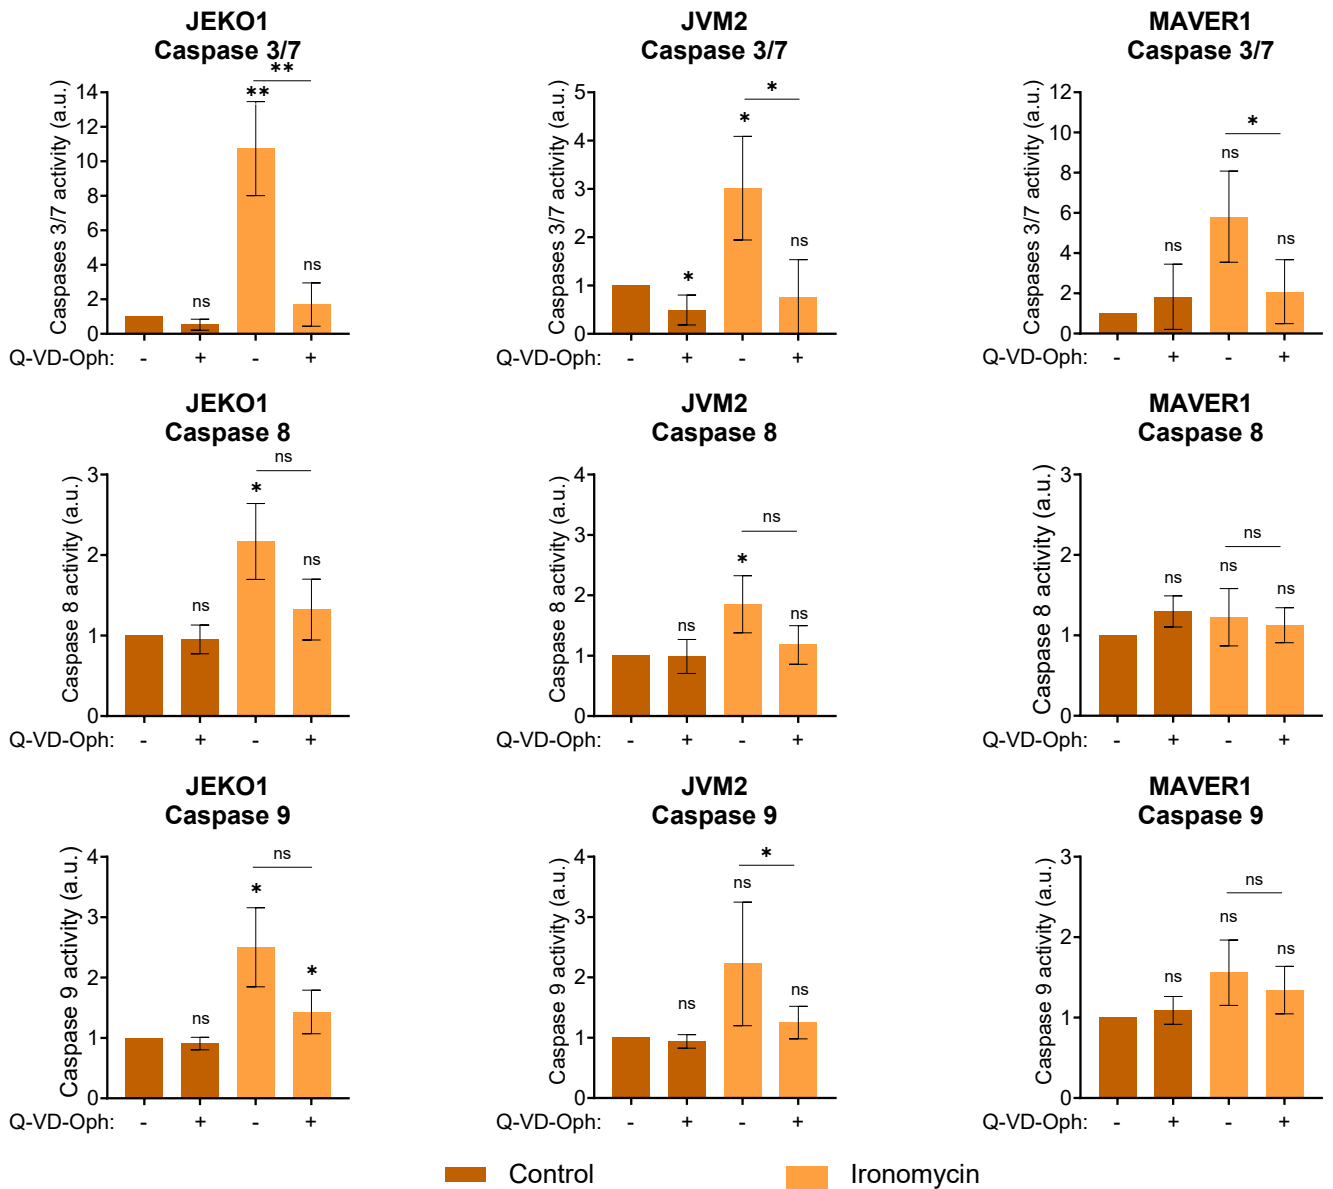 JEKO1
Caspase 3/7
JVM2
Caspase 3/7
MAVER1
Caspase 3/7
Caspases 3/7 activity (a.u.)
14
12
10
8
6
4
2
0
ns
**
**
ns
Q-VD-Oph: - + - +
Caspases 3/7 activity (a.u.)
5
4
3
2
1
0
*
*
*
ns
Q-VD-Oph: - + - +
Caspases 3/7 activity (a.u.)
12
10
8
6
4
2
0
ns
ns
*
ns
Q-VD-Oph: - + - +
JEKO1
Caspase 8
JVM2
Caspase 8
MAVER1
Caspase 8
Caspase 8 activity (a.u.)
3
2
1
0
ns
*
ns
ns
Q-VD-Oph: - + - +
Caspase 8 activity (a.u.)
4
3
2
1
0
ns
*
ns
ns
Q-VD-Oph: - + - +
Caspase 8 activity (a.u.)
3
2
1
0
ns
ns
ns
ns
Q-VD-Oph: - + - +
JEKO1
Caspase 9
JVM2
Caspase 9
MAVER1
Caspase 9
Caspase 9 activity (a.u.)
4
3
2
1
0
ns
*
ns
*
Q-VD-Oph: - + - +
Caspase 9 activity (a.u.)
4
3
2
1
0
ns
ns
*
ns
Q-VD-Oph: - + - +
Caspase 9 activity (a.u.)
3
2
1
0
ns
ns
ns
ns
Q-VD-Oph: - + - +
Control
Ironomycin